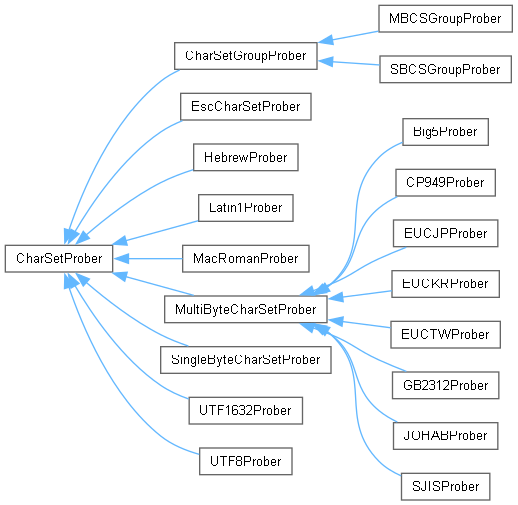 MBCSGroupProber
CharSetGroupProber
SBCSGroupProber
EscCharSetProber
Big5Prober
HebrewProber
CP949Prober
Latin1Prober
EUCJPProber
CharSetProber
MacRomanProber
EUCKRProber
MultiByteCharSetProber
EUCTWProber
SingleByteCharSetProber
GB2312Prober
UTF1632Prober
JOHABProber
UTF8Prober
SJISProber